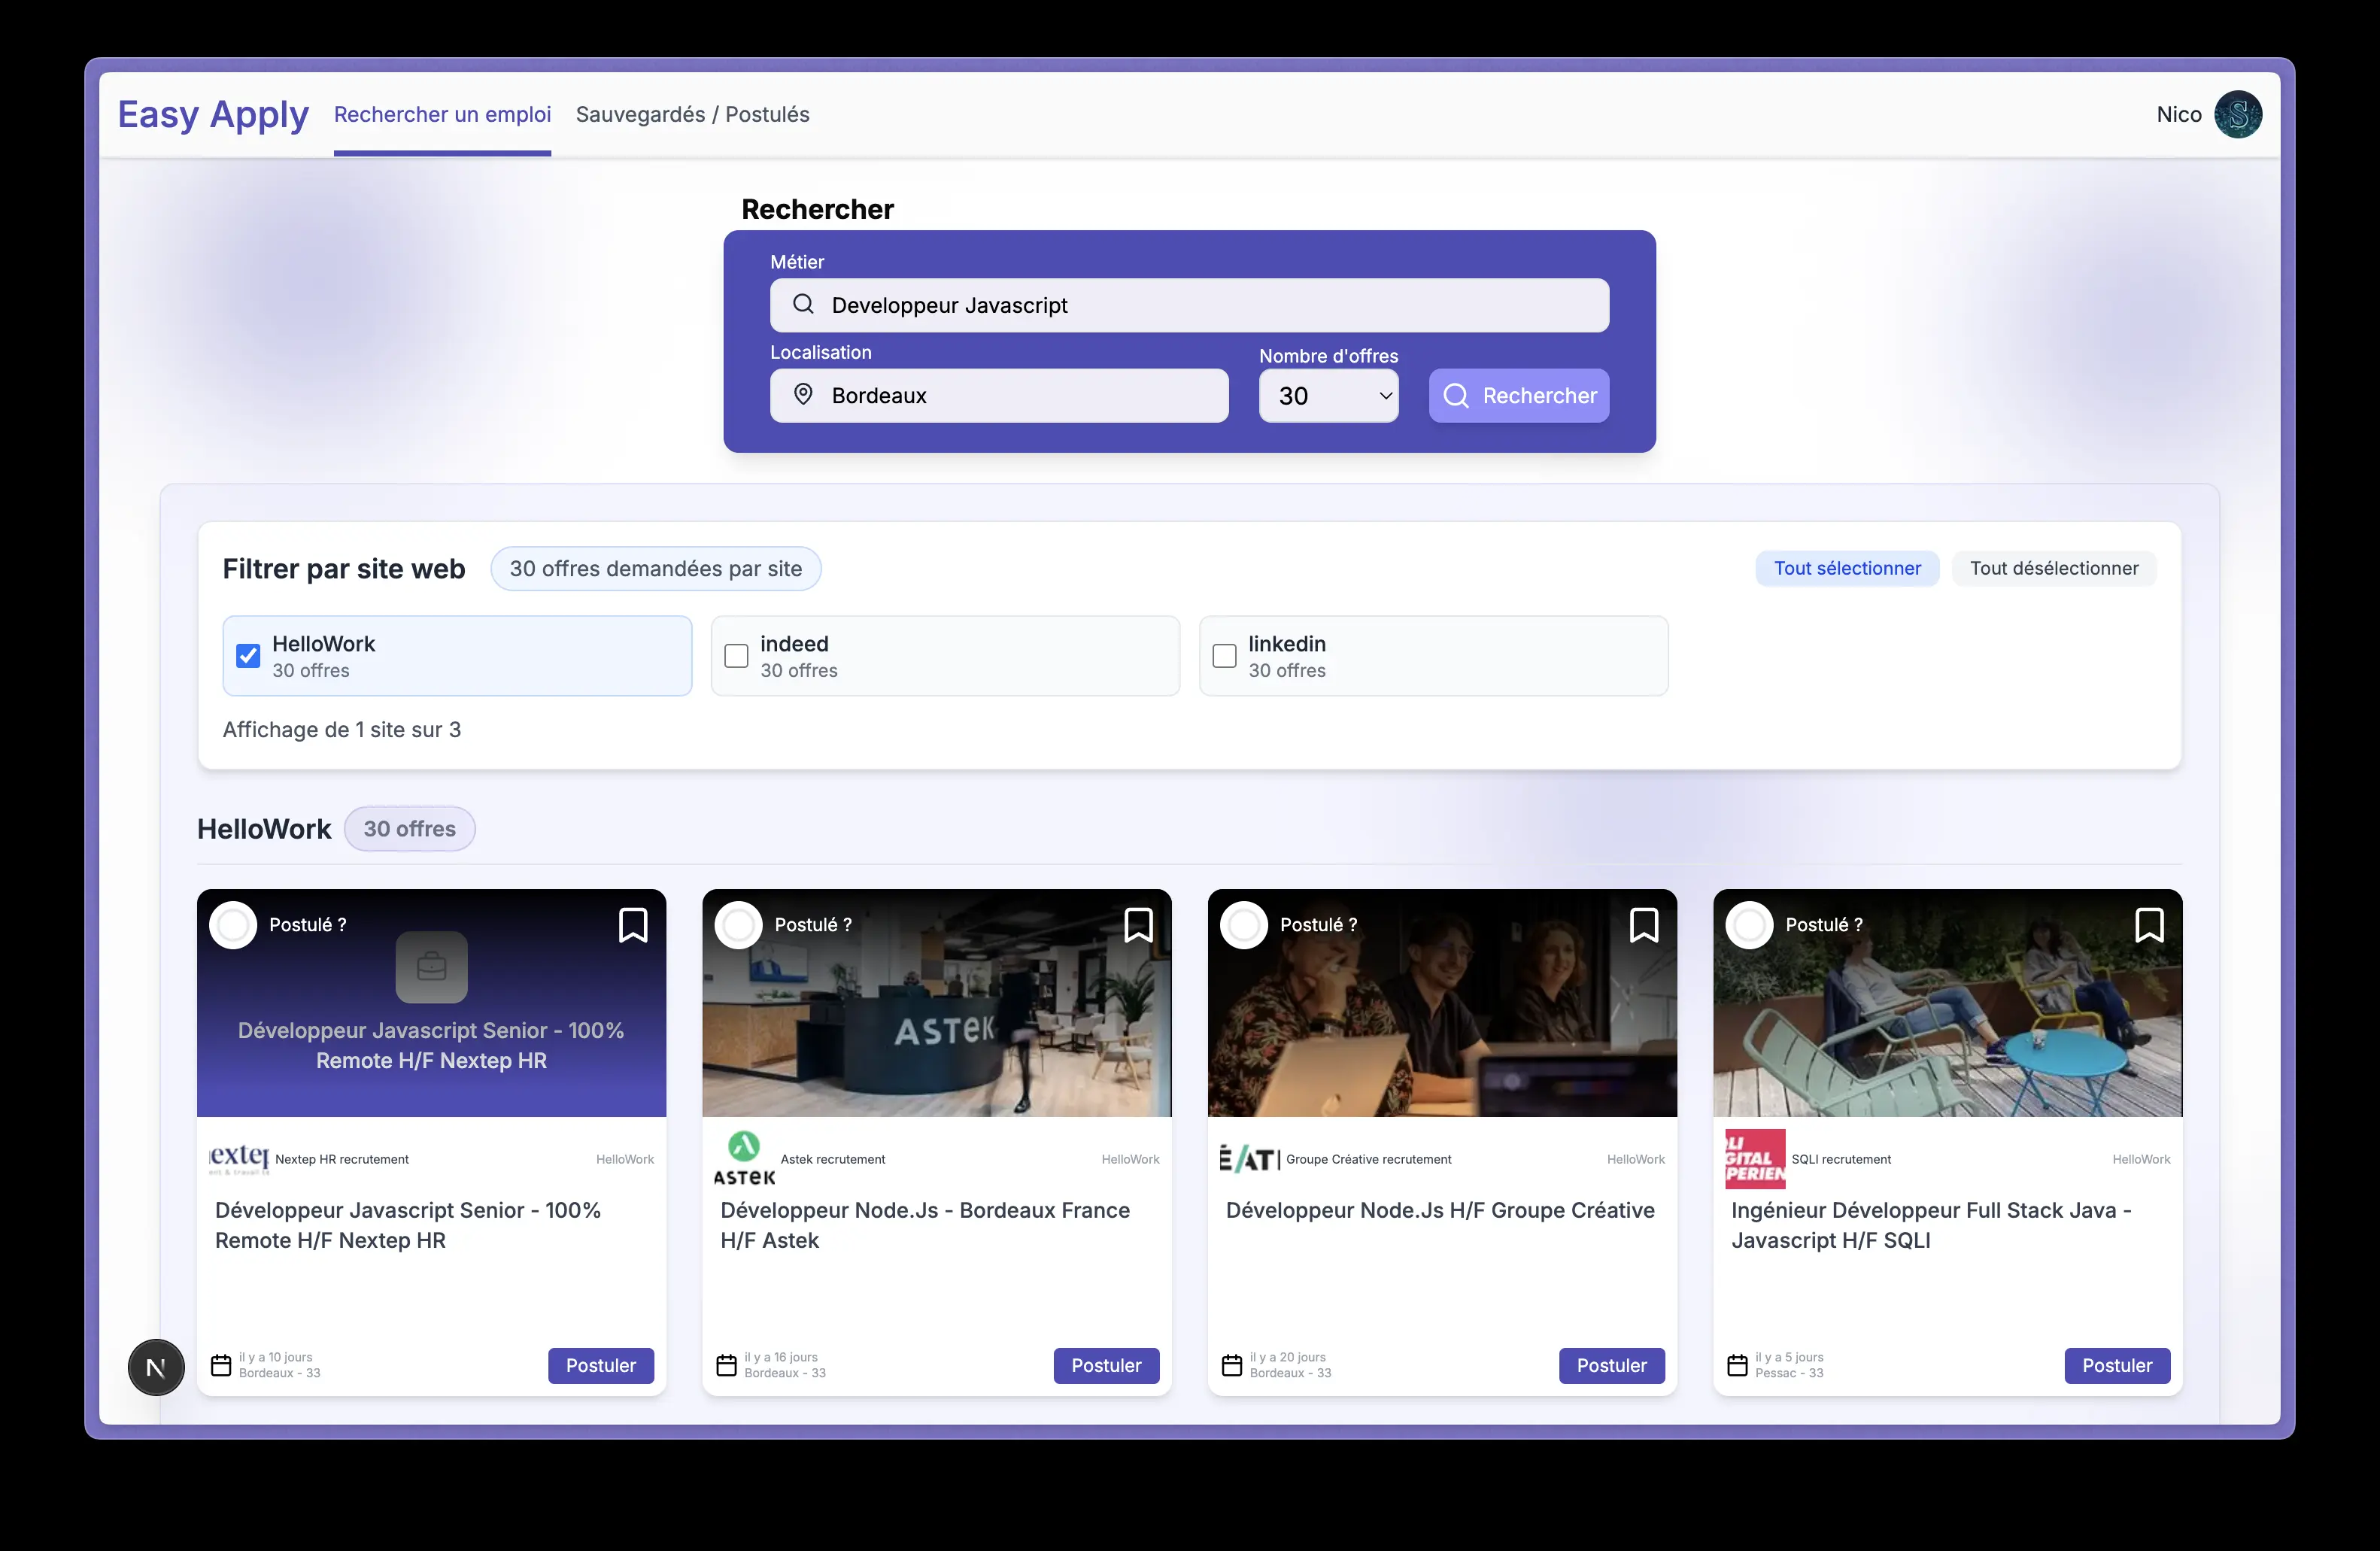 Easy Apply
Rechercher un emploi
Sauvegardés / Postulés
Nico
Rechercher
Métier
Developpeur Javascript
Localisation
Nombre d'offres
Bordeaux
30
Rechercher
Filtrer par site web
30 offres demandées par site
Tout sélectionner
Tout désélectionner
HelloWork
30 offres
indeed
30 offres
linkedin
30 offres
Affichage de 1 site sur 3
HelloWork
30 offres
Postulé ?
Développeur Javascript Senior - 100%
Remote H/F Nextep HR
extep
Nextep HR recrutement
HelloWork
Développeur Javascript Senior - 100%
Remote H/F Nextep HR
il y a 10 jours
Bordeaux - 33
Postuler
Postulé ?
ASTEK
ASTEK
Astek recrutement
HelloWork
Développeur Node.Js - Bordeaux France
H/F Astek
il y a 16 jours
Bordeaux - 33
Postuler
Postulé ?
Groupe Créative recrutement
HelloWork
Développeur Node.Js H/F Groupe Créative
il y a 20 jours
Bordeaux - 33
Postuler
Postulé ?
SQLI recrutement
HelloWork
Ingénieur Développeur Full Stack Java -
Javascript H/F SQLI
il y a 5 jours
Pessac - 33
Postuler
N